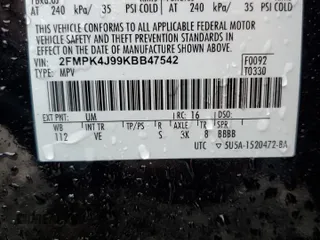 AT 240 kPa/ 35 PSI COLD AT 240 kPa/ 35 PSI COLD
THIS VEHICLE CONFORMS TO ALL APPLICABLE FEDERAL MOTOR
VEHICLE SAFETY AND THEFT PREVENTION STANDARDS IN
EFFECT ON THE DATE OF MANUFACTURE SHOWN ABOVE.
VIN: 2FMPK4J99KBB47542 F0092
TYPE: MPV T0330
EXT PNT: UM RC: 16 DSO:
WB TP/PS R AXLE TR SPR
112 VE S 3K 8 BBBB
UTC ▽ 5U5A-1520472-BA